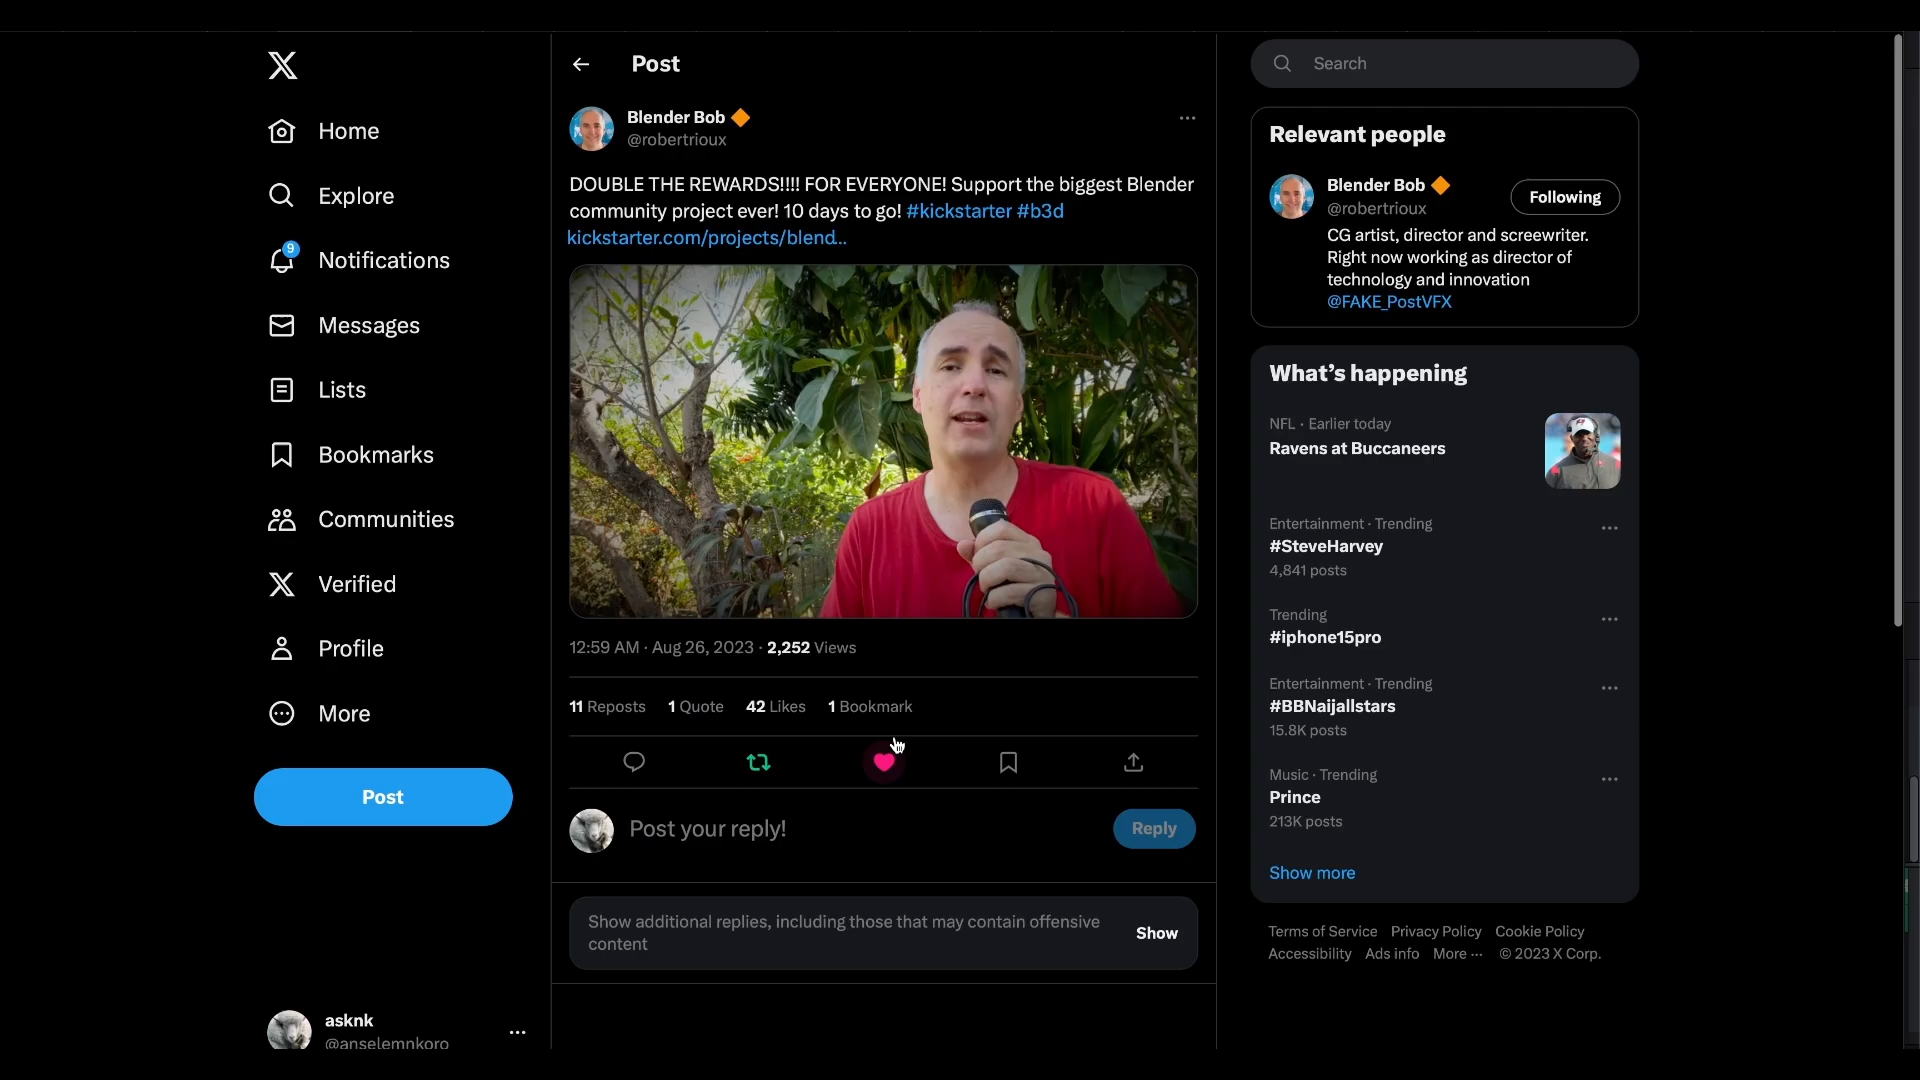 Home
Explore
9
Notifications
Messages
Lists
Bookmarks
Communities
Verified
Profile
More
Post
asknk
@anselemnkoro
Post
Blender Bob
@robertrioux
DOUBLE THE REWARDS!!!! FOR EVERYONE! Support the biggest Blender
community project ever! 10 days to go! #kickstarter #b3d
kickstarter.com/projects/blend...
12:59 AM · Aug 26, 2023 · 2,252 Views
11 Reposts 1 Quote 42 Likes 1 Bookmark
Post your reply!
Reply
Show additional replies, including those that may contain offensive
content
Show
Search
Relevant people
Blender Bob
@robertrioux
Following
CG artist, director and screewriter.
Right now working as director of
technology and innovation
@FAKE_PostVFX
What's happening
NFL · Earlier today
Ravens at Buccaneers
Entertainment · Trending
#SteveHarvey
4,841 posts
Trending
#iphone15pro
Entertainment · Trending
#BBNaijallstars
15.8K posts
Music · Trending
Prince
213K posts
Show more
Terms of Service Privacy Policy Cookie Policy
Accessibility Ads info More ··· © 2023 X Corp.